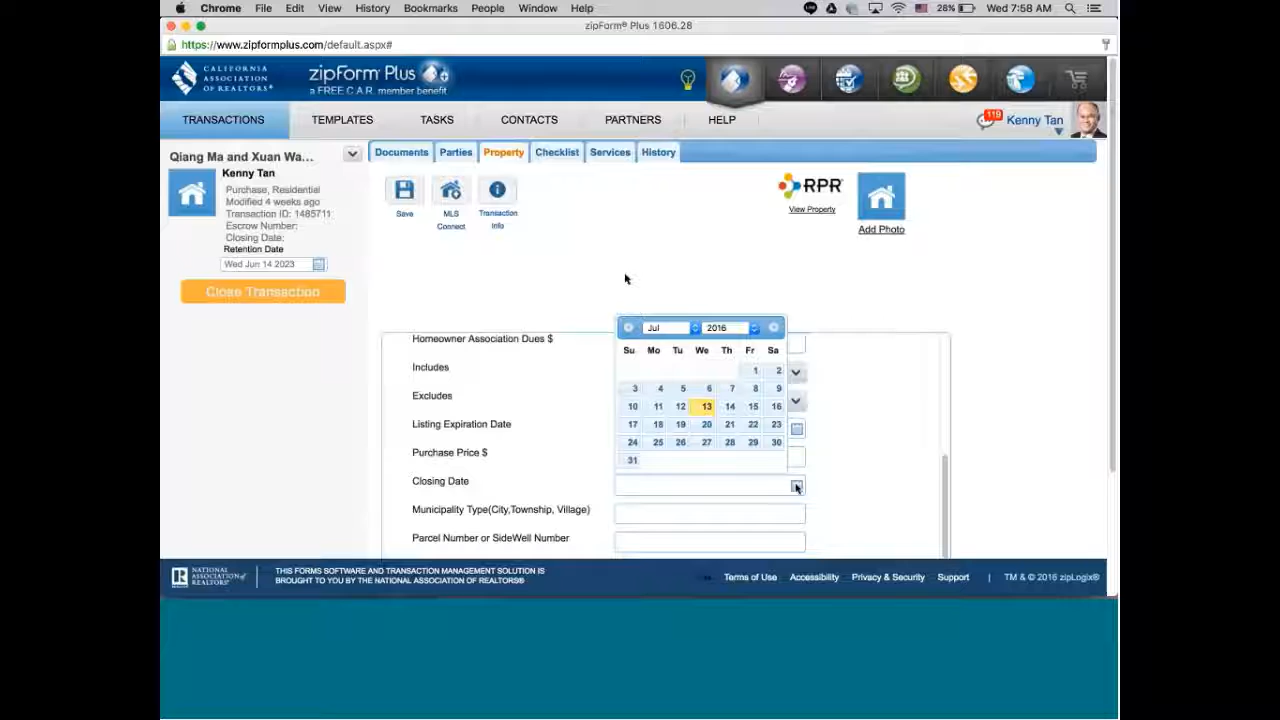 Chrome File Edit View History Bookmarks People Window Help 28% Wed 7:58 AM
zipForm® Plus 1606.28
https://www.zipformplus.com/default.aspx#
CALIFORNIA
ASSOCIATION
OF REALTORS®
zipForm® Plus
a FREE C.A.R. member benefit
TRANSACTIONS TEMPLATES TASKS CONTACTS PARTNERS HELP 119 Kenny Tan
Qiang Ma and Xuan Wa...
Documents Parties Property Checklist Services History
Kenny Tan
Purchase, Residential
Modified 4 weeks ago
Transaction ID: 1485711
Escrow Number:
Closing Date:
Retention Date
Wed Jun 14 2023
Close Transaction
Save
MLS
Connect
Transaction
Info
RPR™
View Property
Add Photo
Homeowner Association Dues $
Includes
Excludes
Listing Expiration Date
Purchase Price $
Closing Date
Municipality Type(City,Township, Village)
Parcel Number or SideWell Number
Jul 2016
Su Mo Tu We Th Fr Sa
1 2
3 4 5 6 7 8 9
10 11 12 13 14 15 16
17 18 19 20 21 22 23
24 25 26 27 28 29 30
31
NATIONAL
ASSOCIATION of
REALTORS®
THIS FORMS SOFTWARE AND TRANSACTION MANAGEMENT SOLUTION IS
BROUGHT TO YOU BY THE NATIONAL ASSOCIATION OF REALTORS®
Terms of Use Accessibility Privacy & Security Support | TM & © 2016 zipLogix®